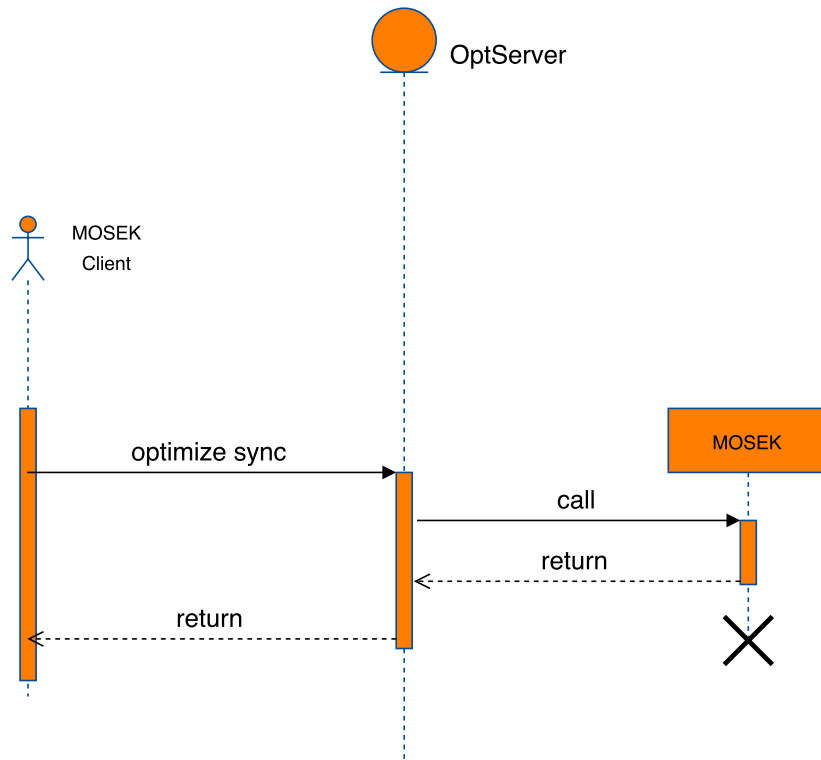 OptServer
MOSEK
Client
MOSEK
optimize sync
call
return
return